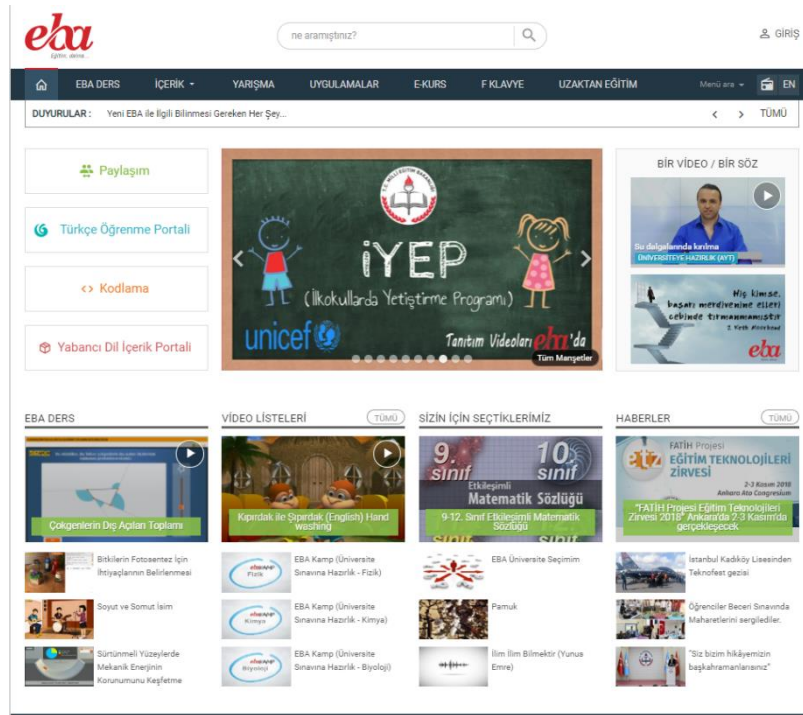 eba
Eğitim, daima...
ne aramıştınız?
GİRİŞ
EBA DERS İÇERİK YARIŞMA UYGULAMALAR E-KURS F KLAVYE UZAKTAN EĞİTİM Menü ara EN
DUYURULAR : Yeni EBA ile İlgili Bilinmesi Gereken Her Şey... TÜMÜ
Paylaşım
Türkçe Öğrenme Portali
Kodlama
Yabancı Dil İçerik Portali
T.C. MİLLİ EĞİTİM BAKANLIĞI
İYEP
(İlkokullarda Yetiştirme Programı)
unicef
Tanıtım Videoları eba'da
Tüm Manşetler
BİR VİDEO / BİR SÖZ
Su dalgalarında kırılma
ÜNİVERSİTEYE HAZIRLIK (AYT)
Hiç kimse,
başarı merdivenine elleri
cebinde tırmanmamıştır
eba
EBA DERS
Çokgenlerin Dış Açıları Toplamı
Bitkilerin Fotosentez İçin
İhtiyaçlarının Belirlenmesi
Soyut ve Somut İsim
Sürtünmeli Yüzeylerde
Mekanik Enerjinin
Korunumunu Keşfetme
VİDEO LİSTELERİ TÜMÜ
Kıpırdak ile Şıpırdak (English) Hand
washing
Fizik
EBA Kamp (Üniversite
Sınavına Hazırlık - Fizik)
Kimya
EBA Kamp (Üniversite
Sınavına Hazırlık - Kimya)
Biyoloji
EBA Kamp (Üniversite
Sınavına Hazırlık - Biyoloji)
SİZİN İÇİN SEÇTİKLERİMİZ
9. sınıf 10. sınıf
Etkileşimli
Matematik Sözlüğü
9-12. Sınıf Etkileşimli Matematik
Sözlüğü
EBA Üniversite Seçimim
Pamuk
İlim İlim Bilmektir (Yunus
Emre)
HABERLER TÜMÜ
FATİH Projesi
etz EĞİTİM TEKNOLOJİLERİ
ZİRVESİ
2-3 Kasım 2018
Ankara Ato Congresium
"FATİH Projesi Eğitim Teknolojileri
Zirvesi 2018" Ankara'da 2-3 Kasım'da
gerçekleşecek
İstanbul Kadıköy Lisesinden
Teknofest gezisi
Öğrenciler Beceri Sınavında
Maharetlerini sergilediler.
"Siz bizim hikâyemizin
başkahramanlarısınız"